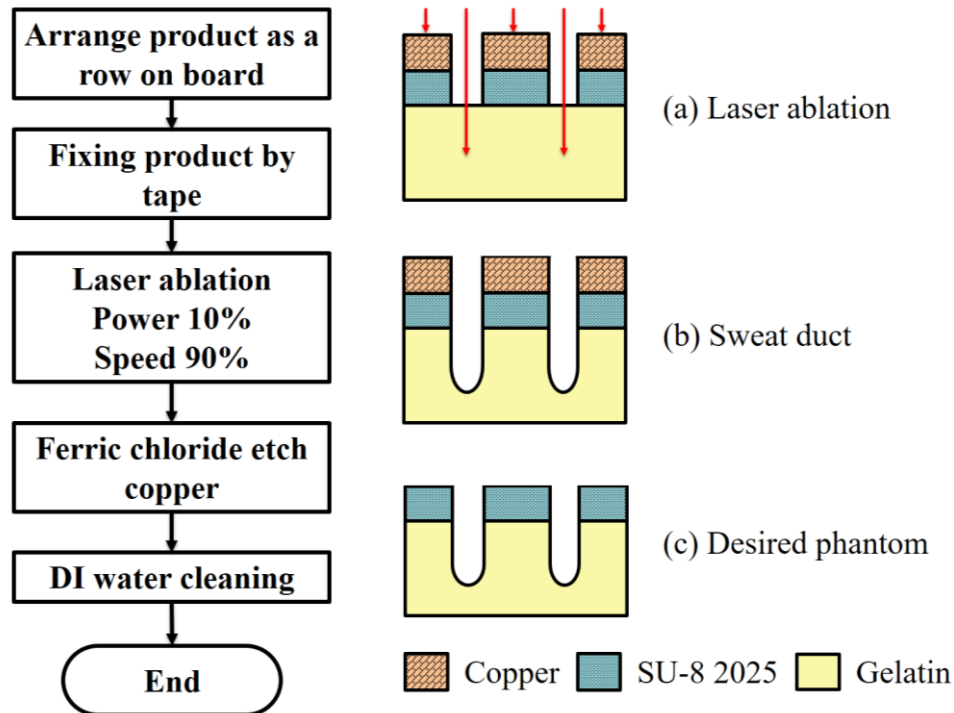 Arrange product as a
row on board
Fixing product by
tape
Laser ablation
Power 10%
Speed 90%
Ferric chloride etch
copper
DI water cleaning
End
(a) Laser ablation
(b) Sweat duct
(c) Desired phantom
Copper
SU-8 2025
Gelatin